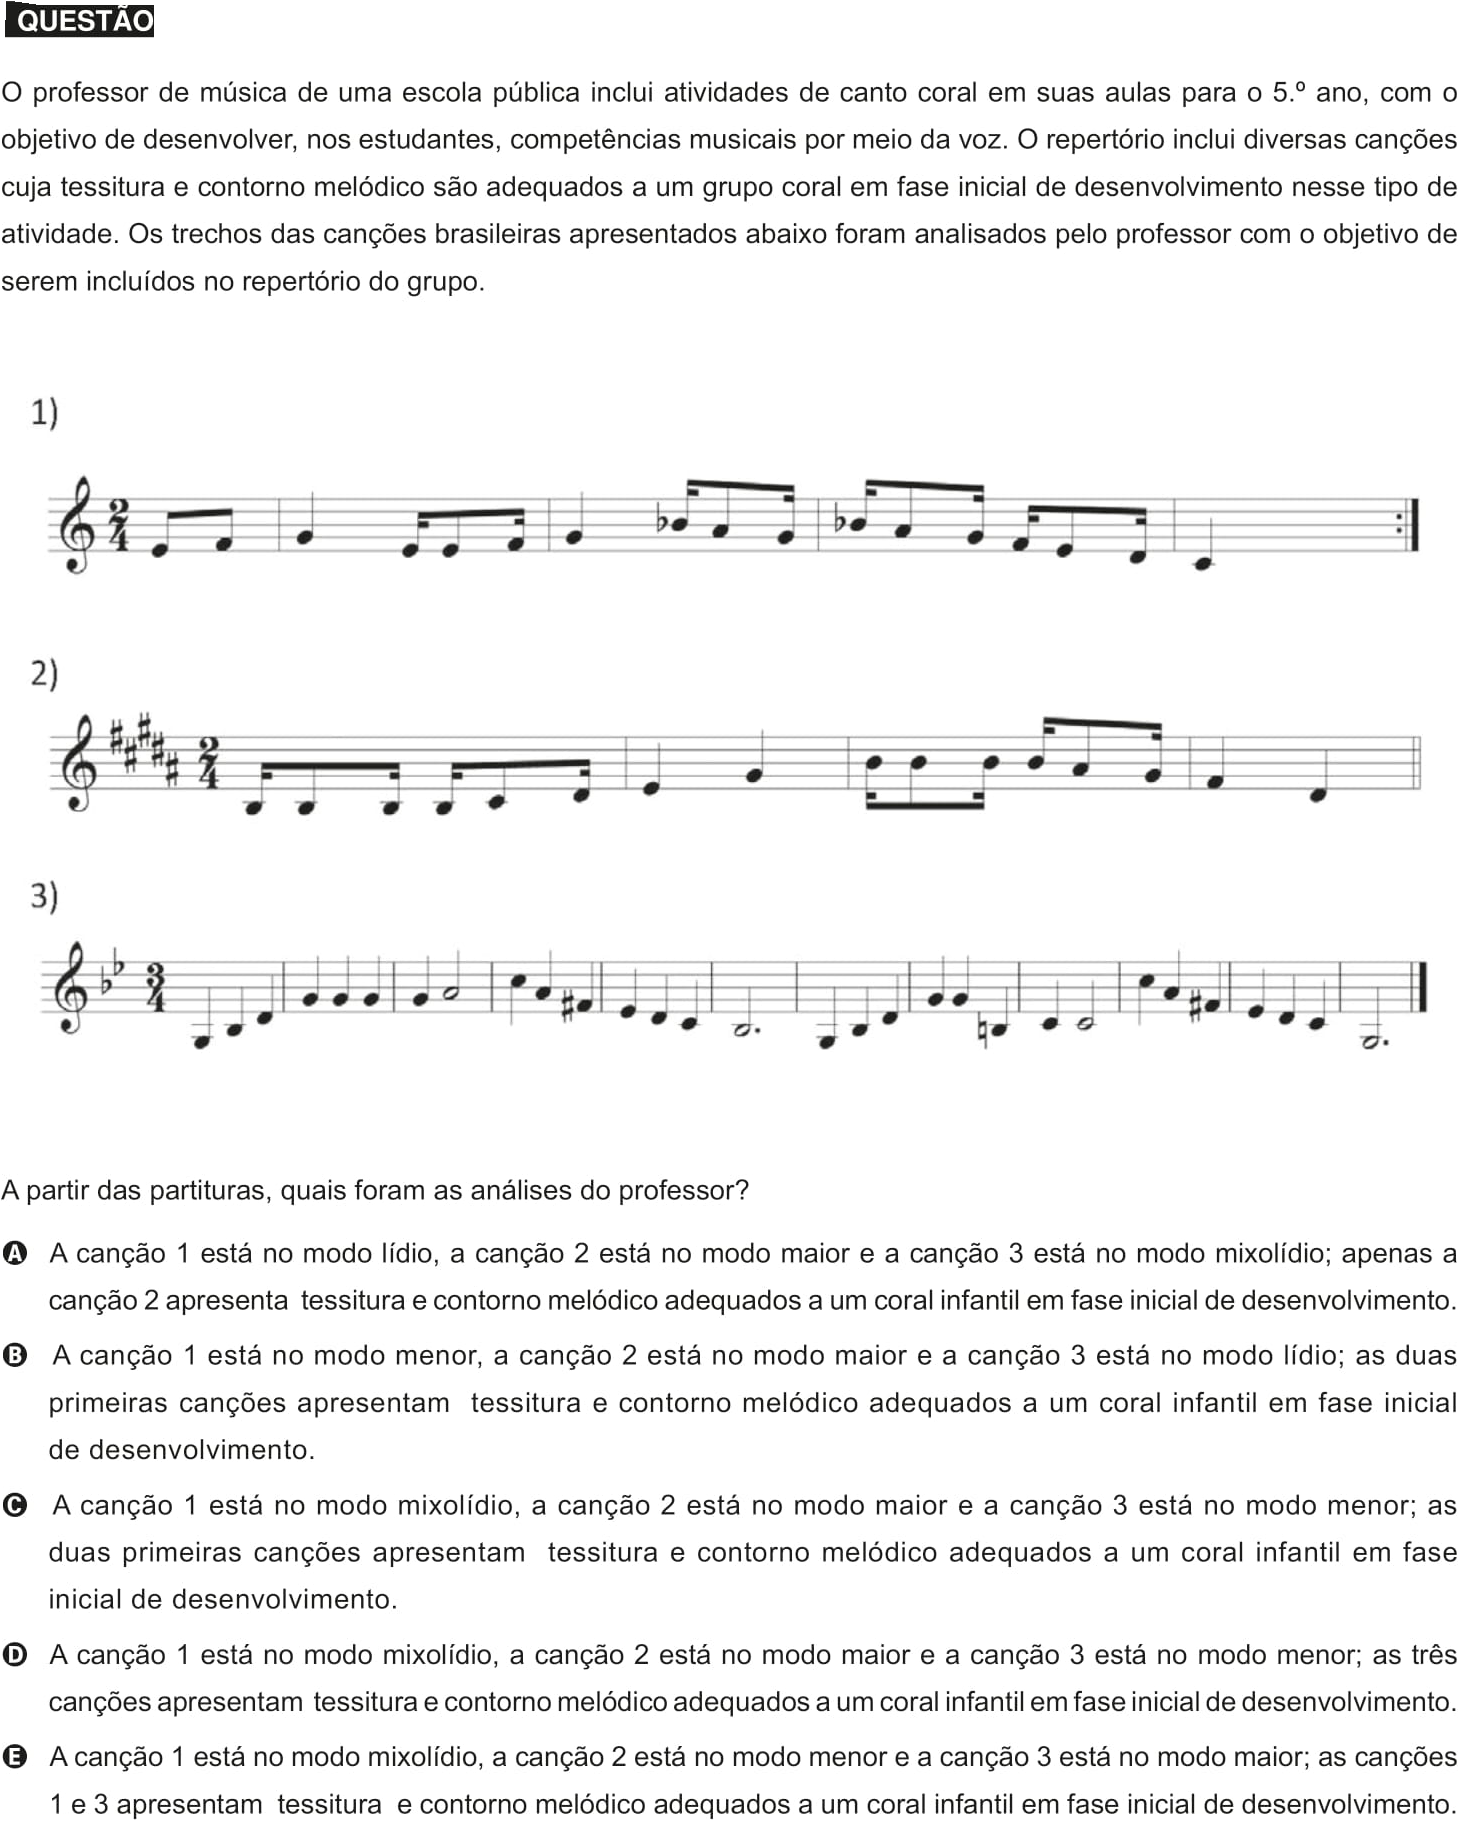 QUESTÃO
O professor de música de uma escola pública inclui atividades de canto coral em suas aulas para o 5.º ano, com o
objetivo de desenvolver, nos estudantes, competências musicais por meio da voz. O repertório inclui diversas canções
cuja tessitura e contorno melódico são adequados a um grupo coral em fase inicial de desenvolvimento nesse tipo de
atividade. Os trechos das canções brasileiras apresentados abaixo foram analisados pelo professor com o objetivo de
serem incluídos no repertório do grupo.
1)
2
4
2)
2
4
3)
3
4
A partir das partituras, quais foram as análises do professor?
A A canção 1 está no modo lídio, a canção 2 está no modo maior e a canção 3 está no modo mixolídio; apenas a
canção 2 apresenta tessitura e contorno melódico adequados a um coral infantil em fase inicial de desenvolvimento.
B A canção 1 está no modo menor, a canção 2 está no modo maior e a canção 3 está no modo lídio; as duas
primeiras canções apresentam tessitura e contorno melódico adequados a um coral infantil em fase inicial
de desenvolvimento.
C A canção 1 está no modo mixolídio, a canção 2 está no modo maior e a canção 3 está no modo menor; as
duas primeiras canções apresentam tessitura e contorno melódico adequados a um coral infantil em fase
inicial de desenvolvimento.
D A canção 1 está no modo mixolídio, a canção 2 está no modo maior e a canção 3 está no modo menor; as três
canções apresentam tessitura e contorno melódico adequados a um coral infantil em fase inicial de desenvolvimento.
E A canção 1 está no modo mixolídio, a canção 2 está no modo menor e a canção 3 está no modo maior; as canções
1 e 3 apresentam tessitura e contorno melódico adequados a um coral infantil em fase inicial de desenvolvimento.